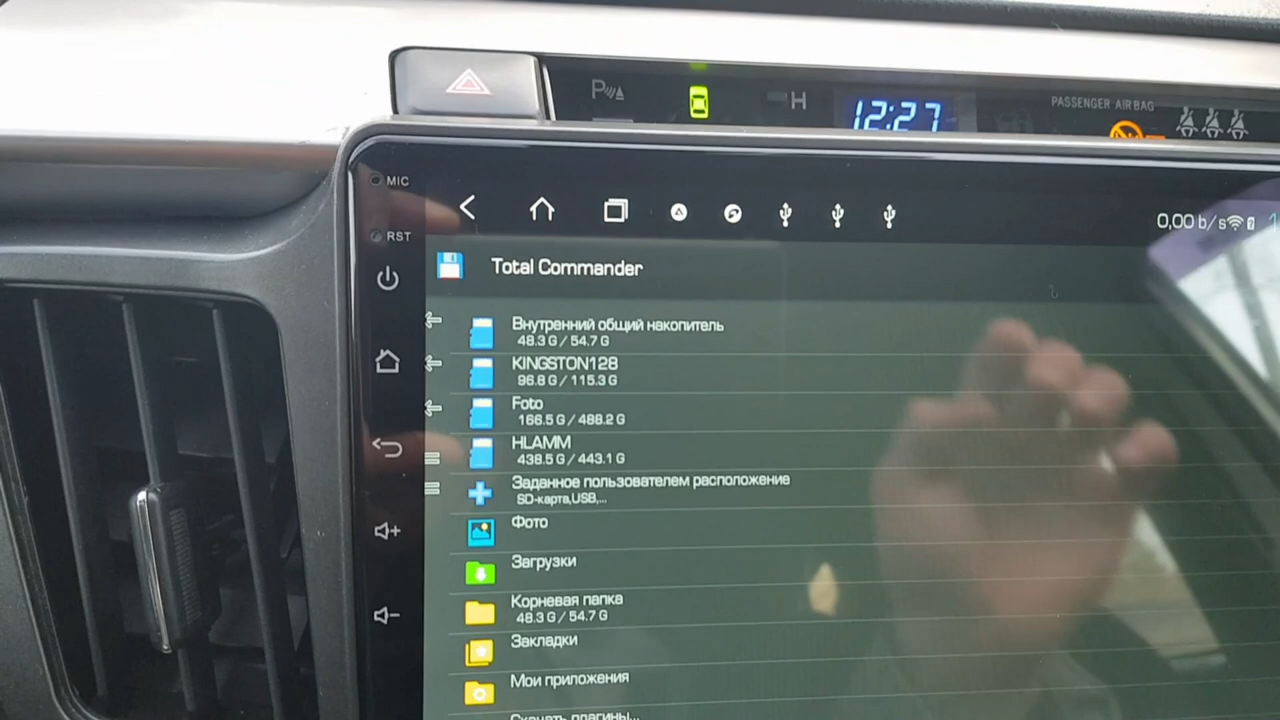 P
H
12:27
PASSENGER AIRBAG
MIC
RST
0,00 b/s
Total Commander
Внутренний общий накопитель
48.3 G / 54.7 G
KINGSTON128
96.8 G / 115.3 G
Foto
166.5 G / 488.2 G
HLAMM
438.5 G / 443.1 G
Заданное пользователем расположение
SD-карта,USB,...
Фото
Загрузки
Корневая папка
48.3 G / 54.7 G
Закладки
Мои приложения
Скачать плагины...